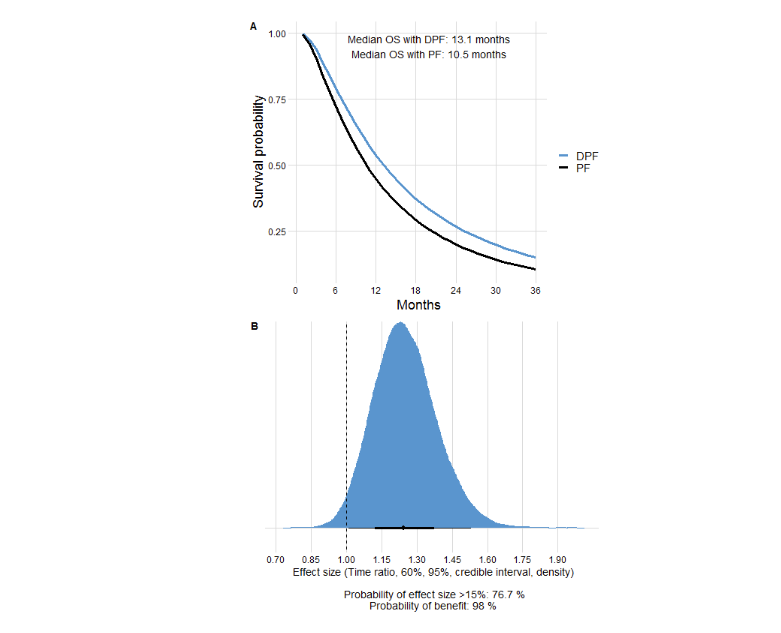 A
1.00
0.75
0.50
0.25
Survival probability
Median OS with DPF: 13.1 months
Median OS with PF: 10.5 months
DPF
PF
0 6 12 18 24 30 36
Months
B
0.70 0.85 1.00 1.15 1.30 1.45 1.60 1.75 1.90
Effect size (Time ratio, 60%, 95%, credible interval, density)
Probability of effect size >15%: 76.7 %
Probability of benefit: 98 %